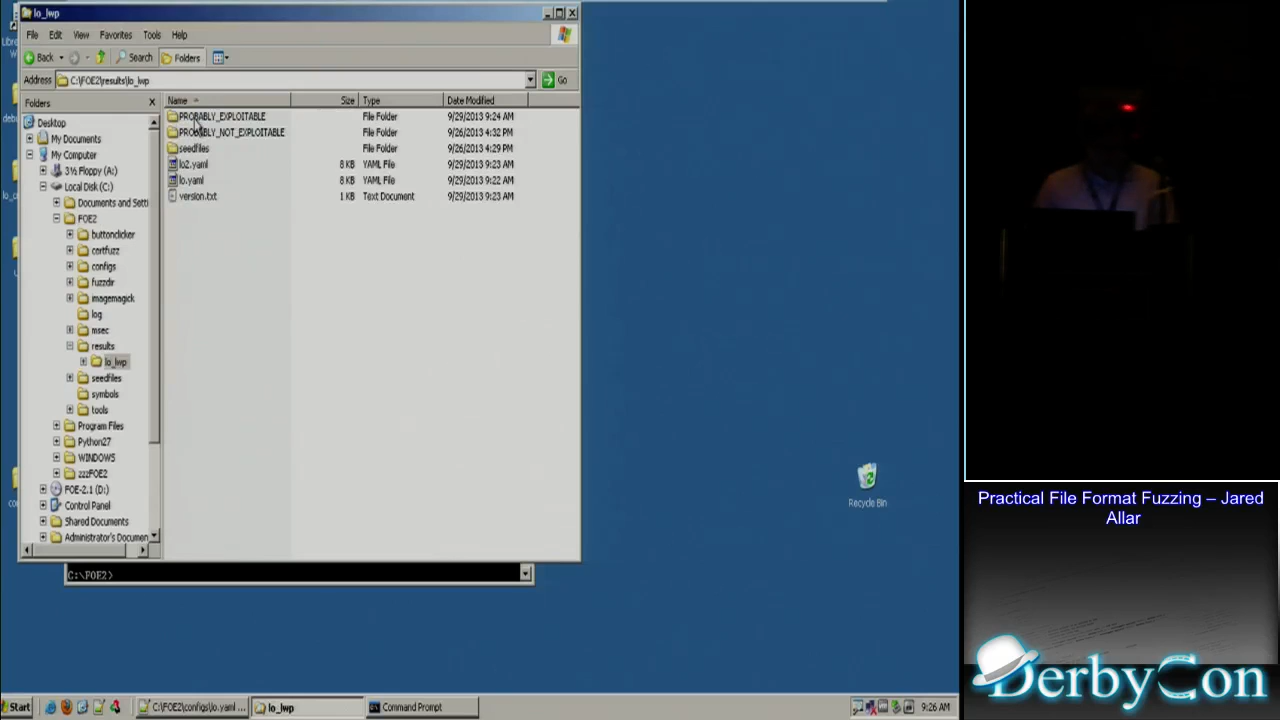 lo_lwp
File Edit View Favorites Tools Help
Back Search Folders
Address C:\FOE2\results\lo_lwp Go
Folders x
Name Size Type Date Modified
Desktop
My Documents
My Computer
3½ Floppy (A:)
Local Disk (C:)
Documents and Setti
FOE2
buttonclicker
certfuzz
configs
fuzzdir
imagemagick
log
msec
results
lo_lwp
seedfiles
symbols
tools
Program Files
Python27
WINDOWS
zzzFOE2
FOE-2.1 (D:)
Control Panel
Shared Documents
Administrator's Documen
PROBABLY_EXPLOITABLE File Folder 9/29/2013 9:24 AM
PROBABLY_NOT_EXPLOITABLE File Folder 9/26/2013 4:32 PM
seedfiles File Folder 9/26/2013 4:29 PM
lo2.yaml 8 KB YAML File 9/29/2013 9:23 AM
lo.yaml 8 KB YAML File 9/29/2013 9:22 AM
version.txt 1 KB Text Document 9/29/2013 9:23 AM
C:\FOE2>
Recycle Bin
Start C:\FOE2\configs\lo.yaml ... lo_lwp Command Prompt 9:26 AM
Practical File Format Fuzzing – Jared
Allar
DerbyCon